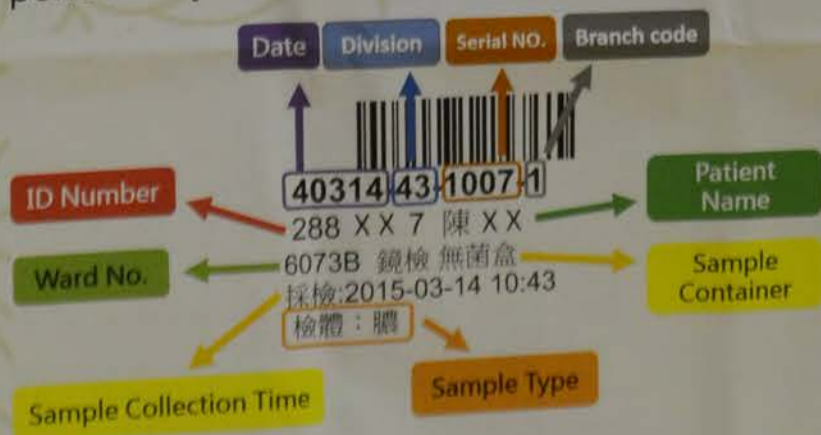 Date Division Serial NO. Branch code
40314-43-1007-1
ID Number
288 X X 7 陳 X X
Patient Name
Ward No.
6073B 鏡檢 無菌盒
Sample Container
採檢:2015-03-14 10:43
檢體：膿
Sample Collection Time
Sample Type